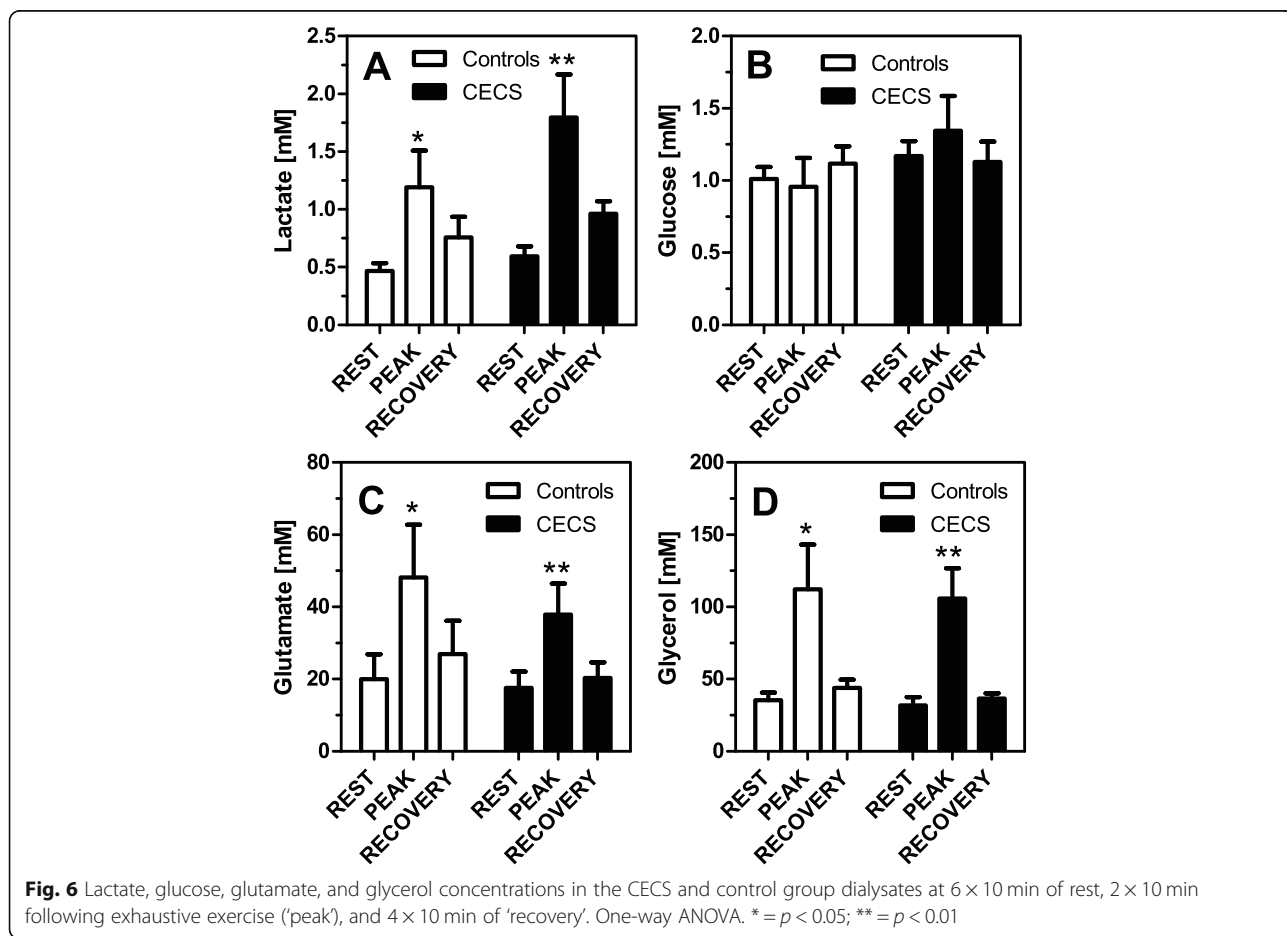 A
Controls
CECS
Lactate [mM]
2.5
2.0
1.5
1.0
0.5
0.0
*
**
REST
PEAK
RECOVERY
REST
PEAK
RECOVERY
B
Controls
CECS
Glucose [mM]
2.0
1.5
1.0
0.5
0.0
REST
PEAK
RECOVERY
REST
PEAK
RECOVERY
C
Controls
CECS
Glutamate [mM]
80
60
40
20
0
*
**
REST
PEAK
RECOVERY
REST
PEAK
RECOVERY
D
Controls
CECS
Glycerol [mM]
200
150
100
50
0
*
**
REST
PEAK
RECOVERY
REST
PEAK
RECOVERY
Fig. 6 Lactate, glucose, glutamate, and glycerol concentrations in the CECS and control group dialysates at 6 × 10 min of rest, 2 × 10 min
following exhaustive exercise (‘peak’), and 4 × 10 min of ‘recovery’. One-way ANOVA. * = p < 0.05; ** = p < 0.01